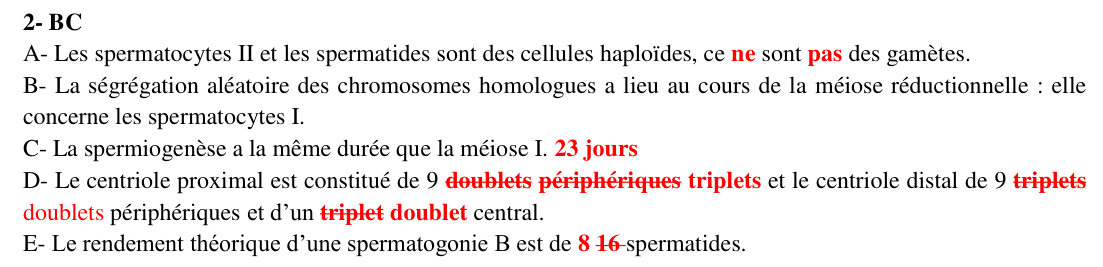 2- BC
A- Les spermatocytes II et les spermatides sont des cellules haploïdes, ce ne sont pas des gamètes.
B- La ségrégation aléatoire des chromosomes homologues a lieu au cours de la méiose réductionnelle : elle
concerne les spermatocytes I.
C- La spermiogenèse a la même durée que la méiose I. 23 jours
D- Le centriole proximal est constitué de 9 doublets périphériques triplets et le centriole distal de 9 triplets
doublets périphériques et d’un triplet doublet central.
E- Le rendement théorique d’une spermatogonie B est de 8 16 spermatides.